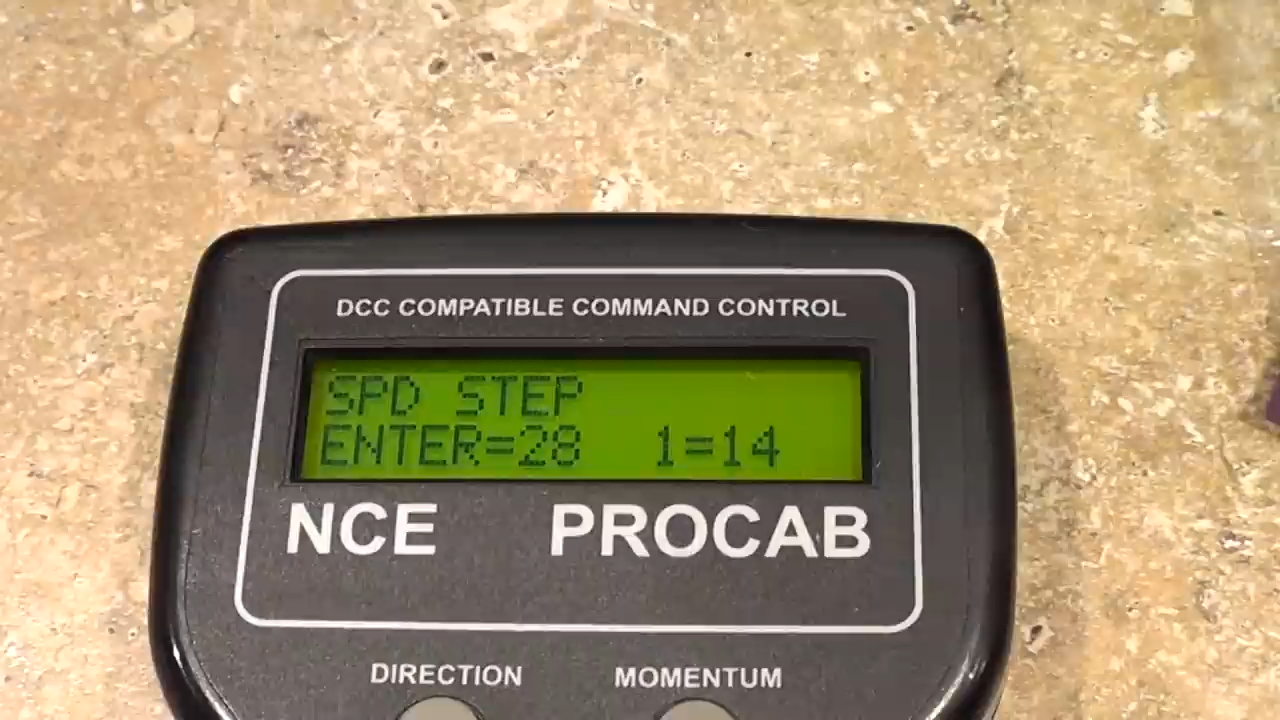 DCC COMPATIBLE COMMAND CONTROL
SPD STEP
ENTER=28 1=14
NCE PROCAB
DIRECTION MOMENTUM